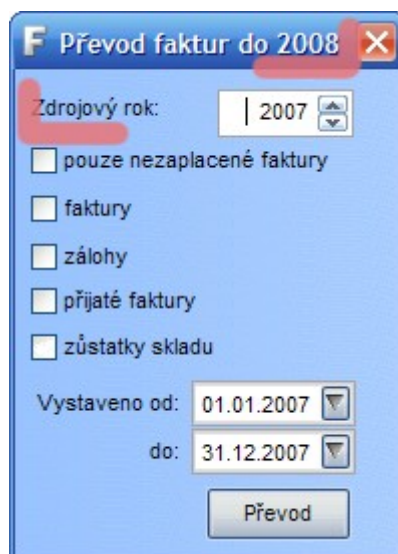 F Převod faktur do 2008
Zdrojový rok: 2007
pouze nezaplacené faktury
faktury
zálohy
přijaté faktury
zůstatky skladu
Vystaveno od: 01.01.2007
do: 31.12.2007
Převod